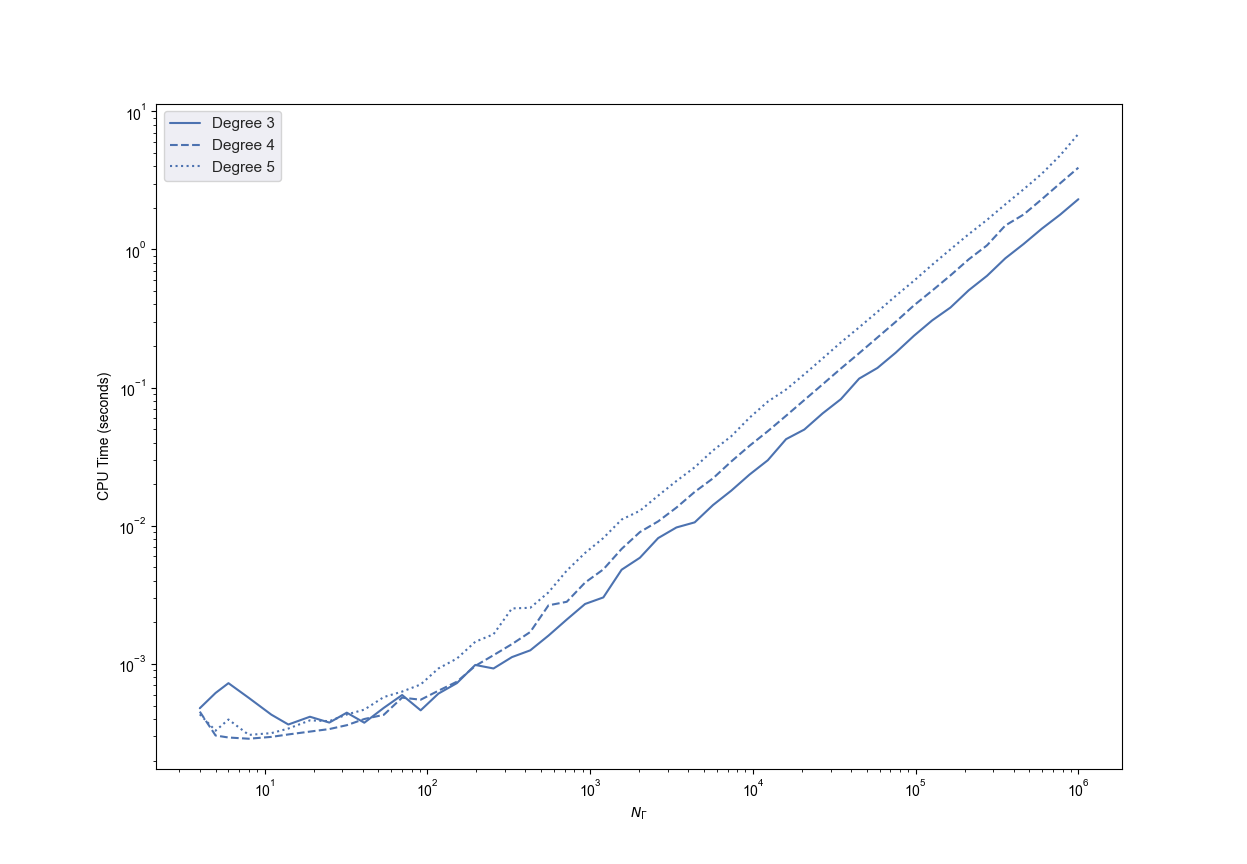 Degree 3
Degree 4
Degree 5
10¹
10⁰
10⁻¹
10⁻²
10⁻³
CPU Time (seconds)
10¹ 10² 10³ 10⁴ 10⁵ 10⁶
N_Γ